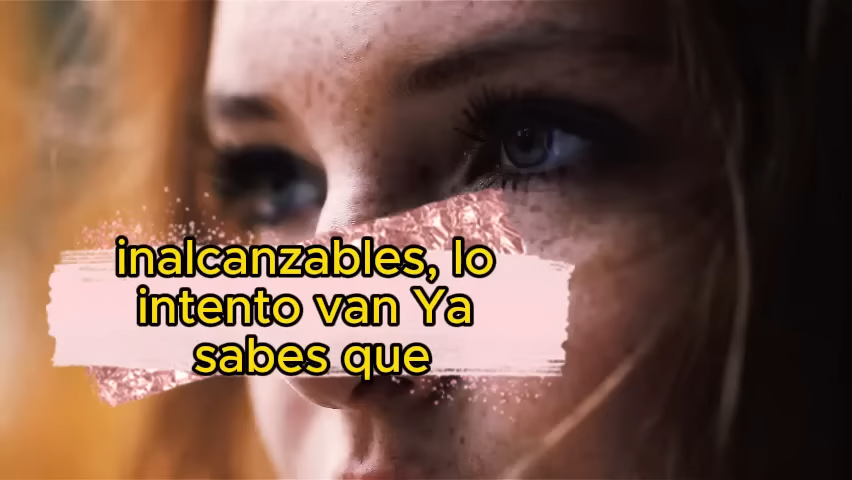 inalcanzables, lo
intento van Ya
sabes que